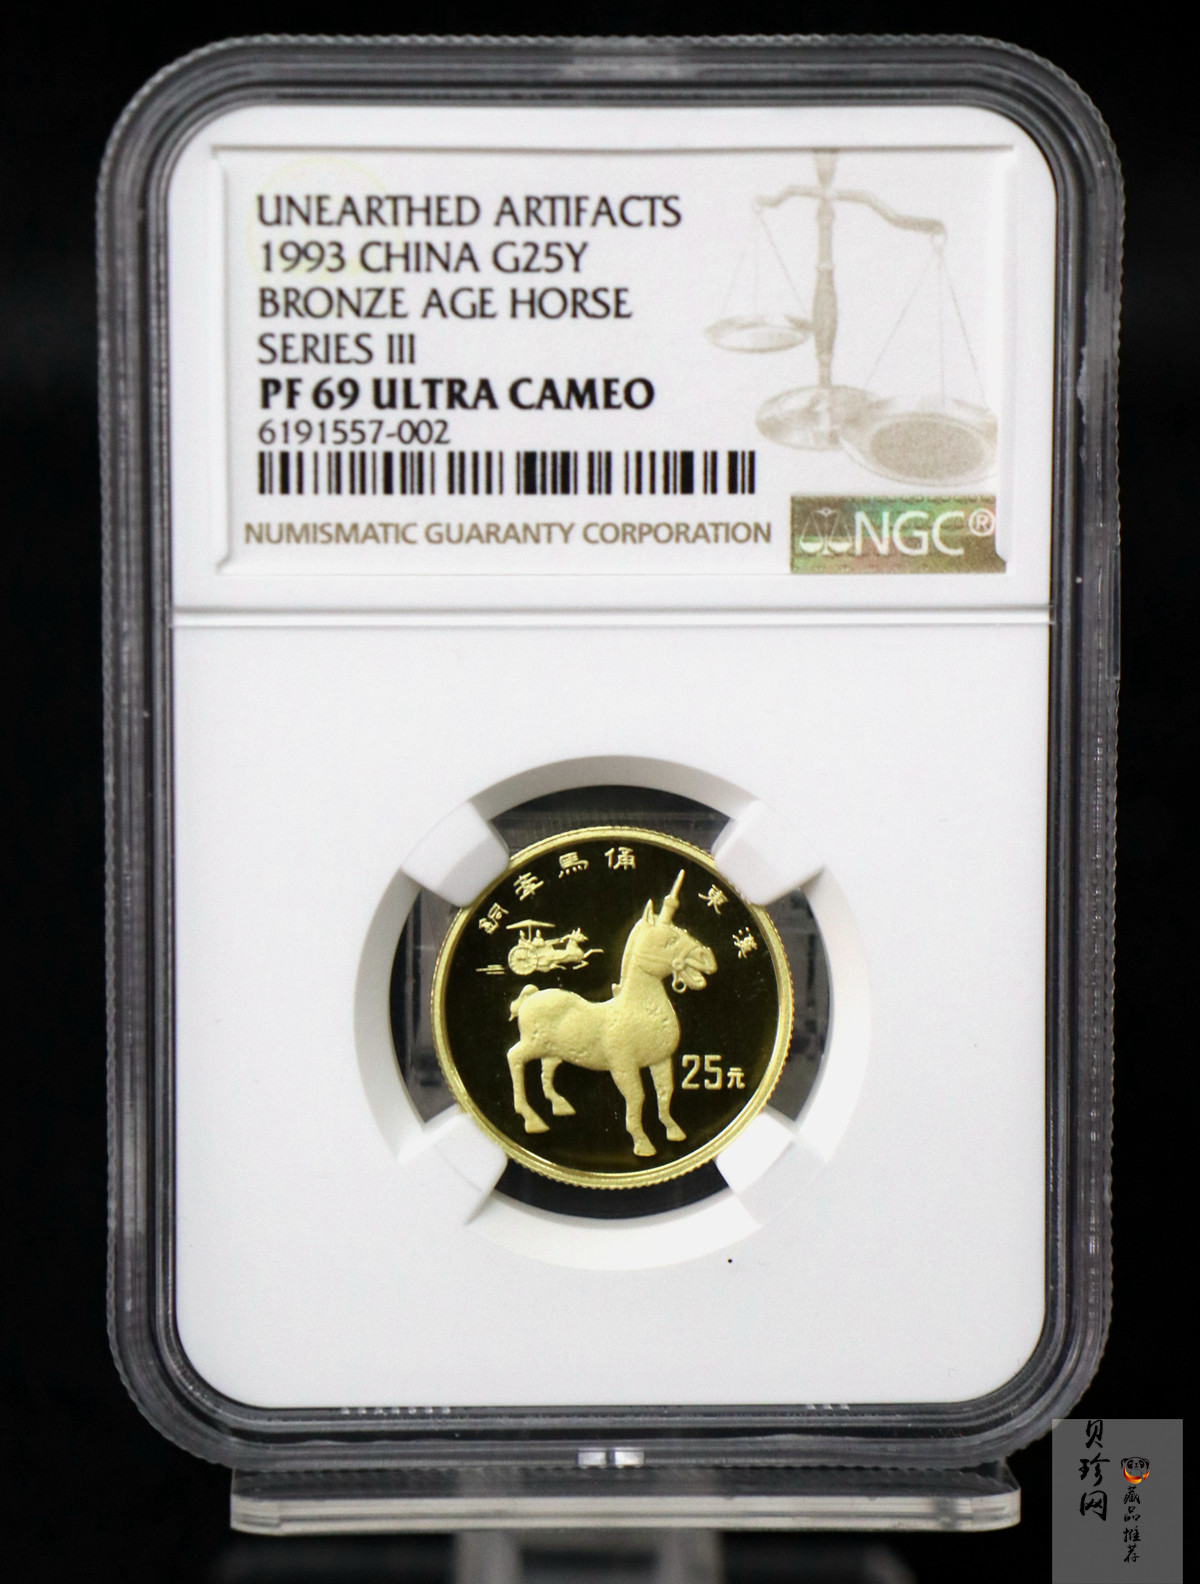 UNEARTHED ARTIFACTS
1993 CHINA G25Y
BRONZE AGE HORSE
SERIES III
PF 69 ULTRA CAMEO
6191557-002
NUMISMATIC GUARANTY CORPORATION
NGC®
銅奔馬俑 東漢
25元
贝珍网
藏品推荐